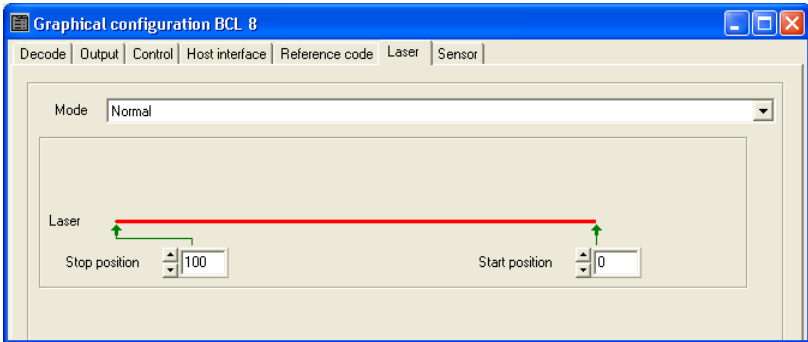 Graphical configuration BCL 8
Decode Output Control Host interface Reference code Laser Sensor
Mode Normal
Laser
Stop position 100 Start position 0